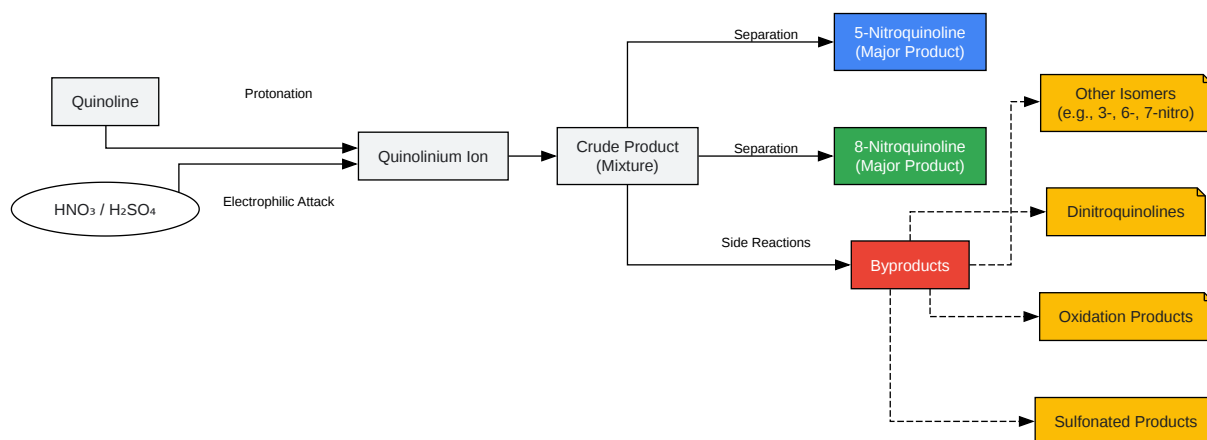 Quinoline
Protonation
HNO₃ / H₂SO₄
Electrophilic Attack
Quinolinium Ion
Crude Product
(Mixture)
Separation
5-Nitroquinoline
(Major Product)
Separation
8-Nitroquinoline
(Major Product)
Side Reactions
Byproducts
Other Isomers
(e.g., 3-, 6-, 7-nitro)
Dinitroquinolines
Oxidation Products
Sulfonated Products